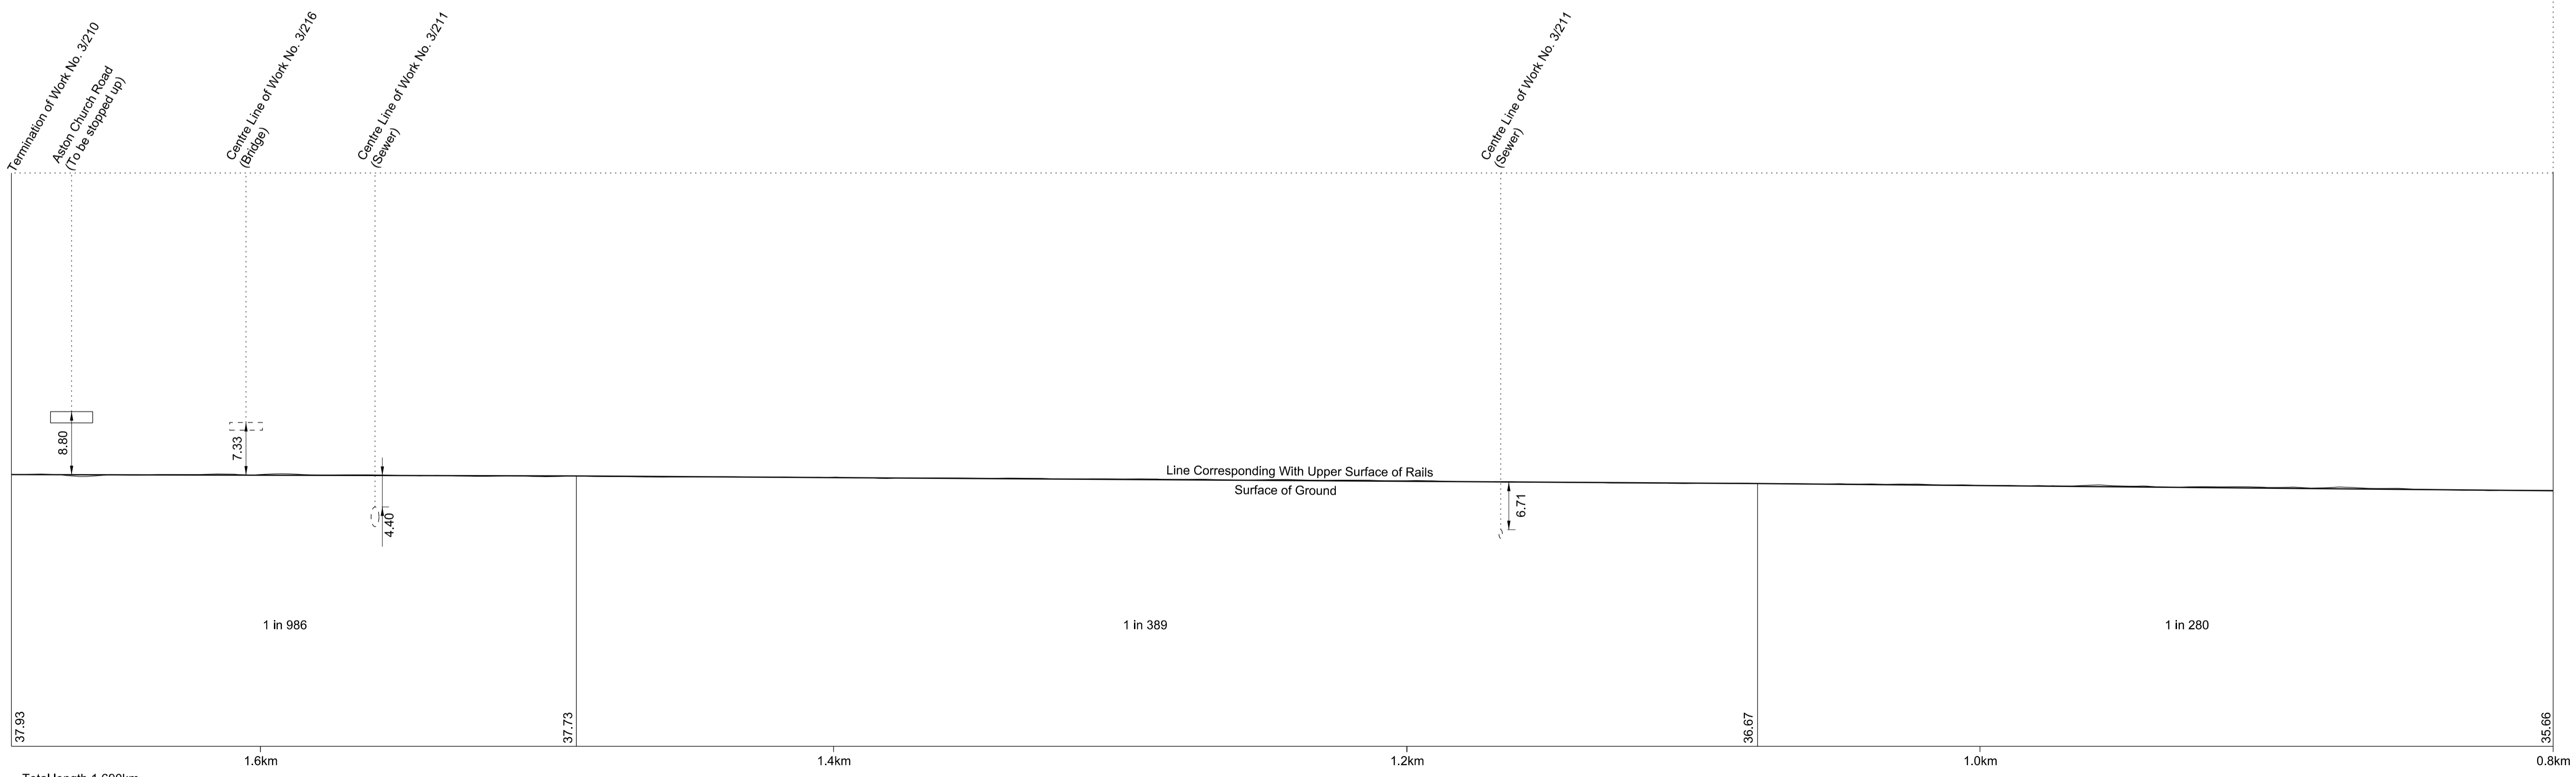 Termination of Work No. 3/210
Aston Church Road
(To be stopped up)
Centre Line of Work No. 3/216
(Bridge)
Centre Line of Work No. 3/211
(Sewer)
Centre Line of Work No. 3/211
(Sewer)
8.80
7.33
4.40
Line Corresponding With Upper Surface of Rails
Surface of Ground
6.71
1 in 986
1 in 389
1 in 280
37.93
37.73
36.67
35.66
1.6km
1.4km
1.2km
1.0km
0.8km
Total length